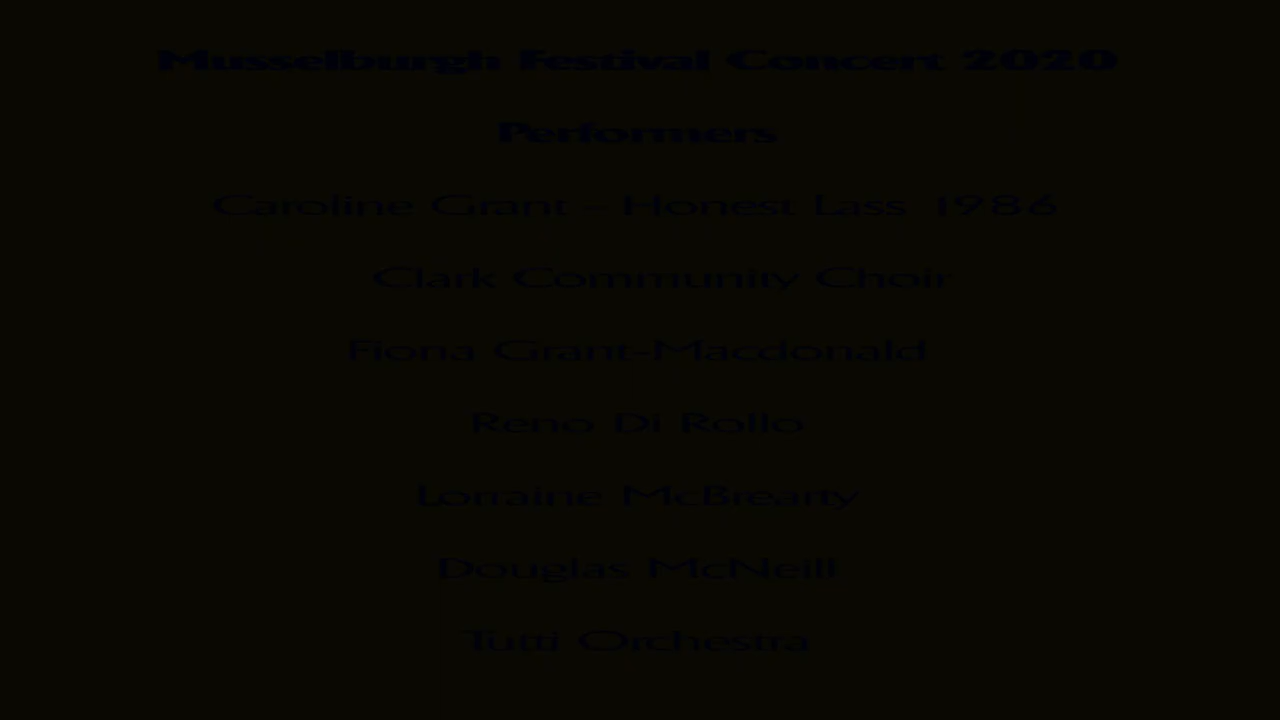 Musselburgh Festival Concert 2020
Performers
Caroline Grant - Honest Lass 1986
Clark Community Choir
Fiona Grant-Macdonald
Reno Di Rollo
Lorraine McBrearty
Douglas McNeill
Tutti Orchestra